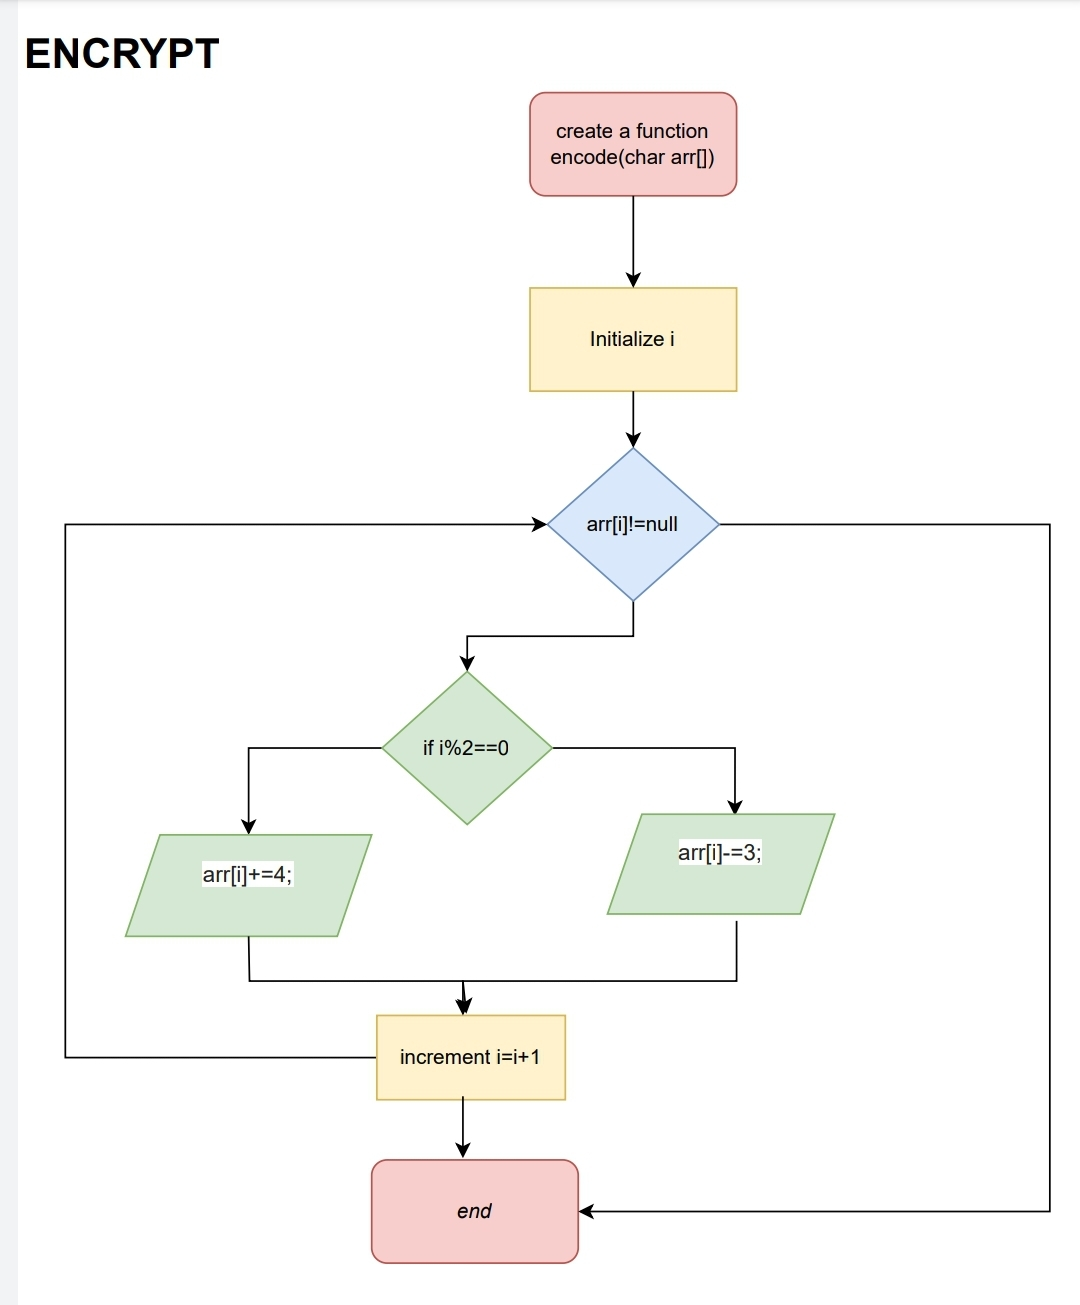 ENCRYPT
create a function
encode(char arr[])
Initialize i
arr[i]!=null
if i%2==0
arr[i]+=4;
arr[i]-=3;
increment i=i+1
end